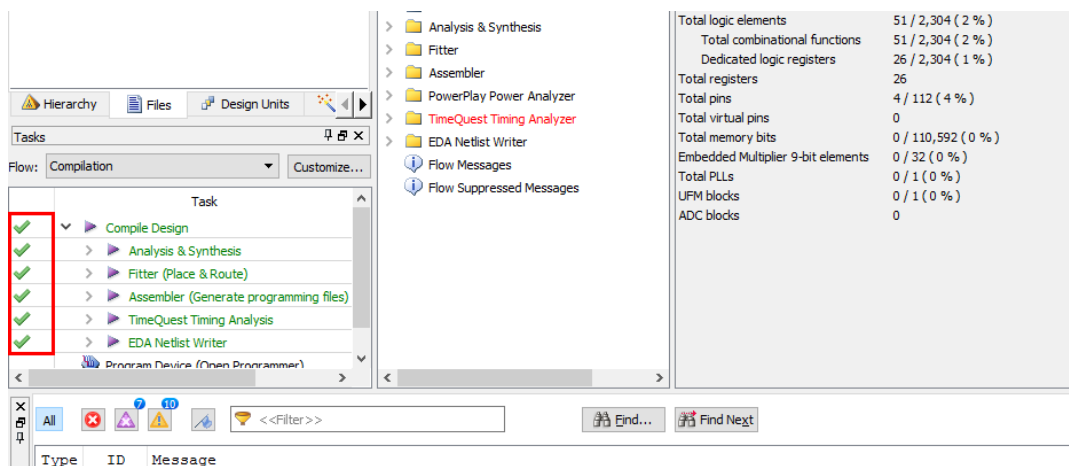 Hierarchy Files Design Units
Tasks
Flow: Compilation Customize...
Task
Compile Design
Analysis & Synthesis
Fitter (Place & Route)
Assembler (Generate programming files)
TimeQuest Timing Analysis
EDA Netlist Writer
Program Device (Open Programmer)
Analysis & Synthesis
Fitter
Assembler
PowerPlay Power Analyzer
TimeQuest Timing Analyzer
EDA Netlist Writer
Flow Messages
Flow Suppressed Messages
Total logic elements 51 / 2,304 ( 2 % )
Total combinational functions 51 / 2,304 ( 2 % )
Dedicated logic registers 26 / 2,304 ( 1 % )
Total registers 26
Total pins 4 / 112 ( 4 % )
Total virtual pins 0
Total memory bits 0 / 110,592 ( 0 % )
Embedded Multiplier 9-bit elements 0 / 32 ( 0 % )
Total PLLs 0 / 1 ( 0 % )
UFM blocks 0 / 1 ( 0 % )
ADC blocks 0
All 7 10 <<Filter>> Find... Find Next
Type ID Message